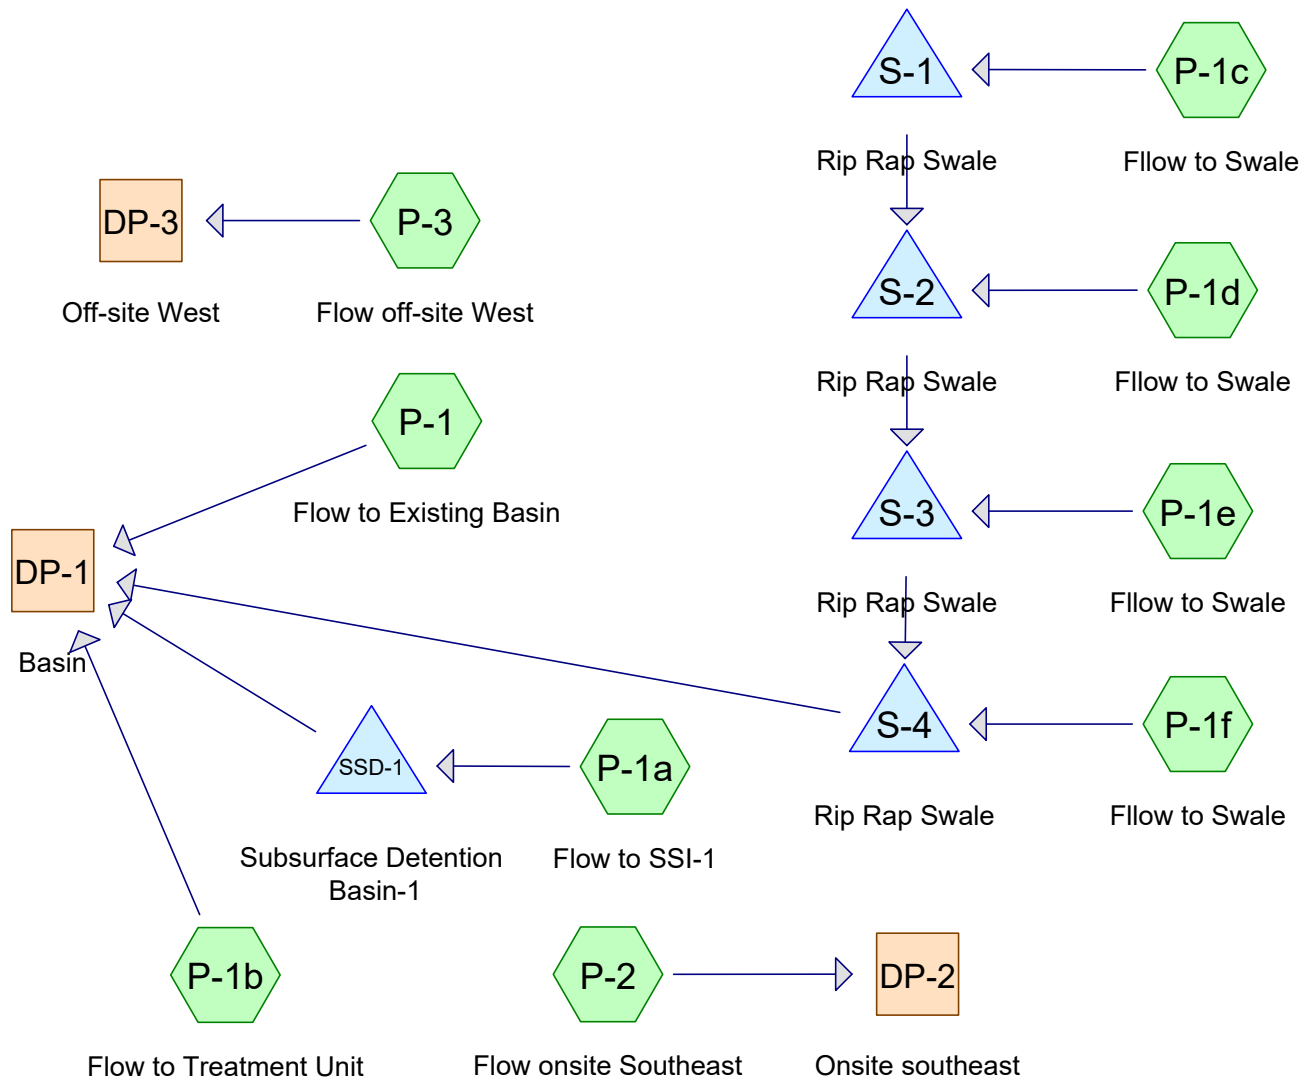 S-1
P-1c
Rip Rap Swale
Fllow to Swale
DP-3
P-3
Off-site West
Flow off-site West
S-2
P-1d
Rip Rap Swale
Fllow to Swale
P-1
Flow to Existing Basin
S-3
P-1e
DP-1
Basin
Rip Rap Swale
Fllow to Swale
SSD-1
P-1a
S-4
P-1f
Rip Rap Swale
Fllow to Swale
Subsurface Detention
Basin-1
Flow to SSI-1
P-1b
P-2
DP-2
Flow to Treatment Unit
Flow onsite Southeast
Onsite southeast